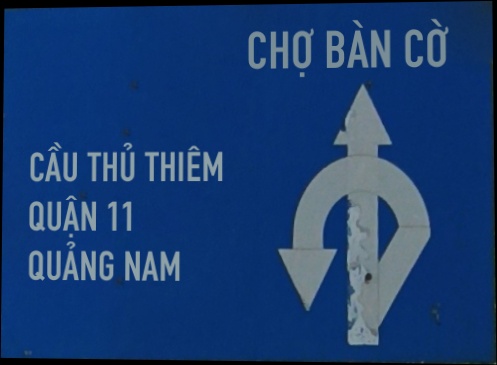 CHỢ BÀN CỜ
CẦU THỦ THIÊM
QUẬN 11
QUẢNG NAM